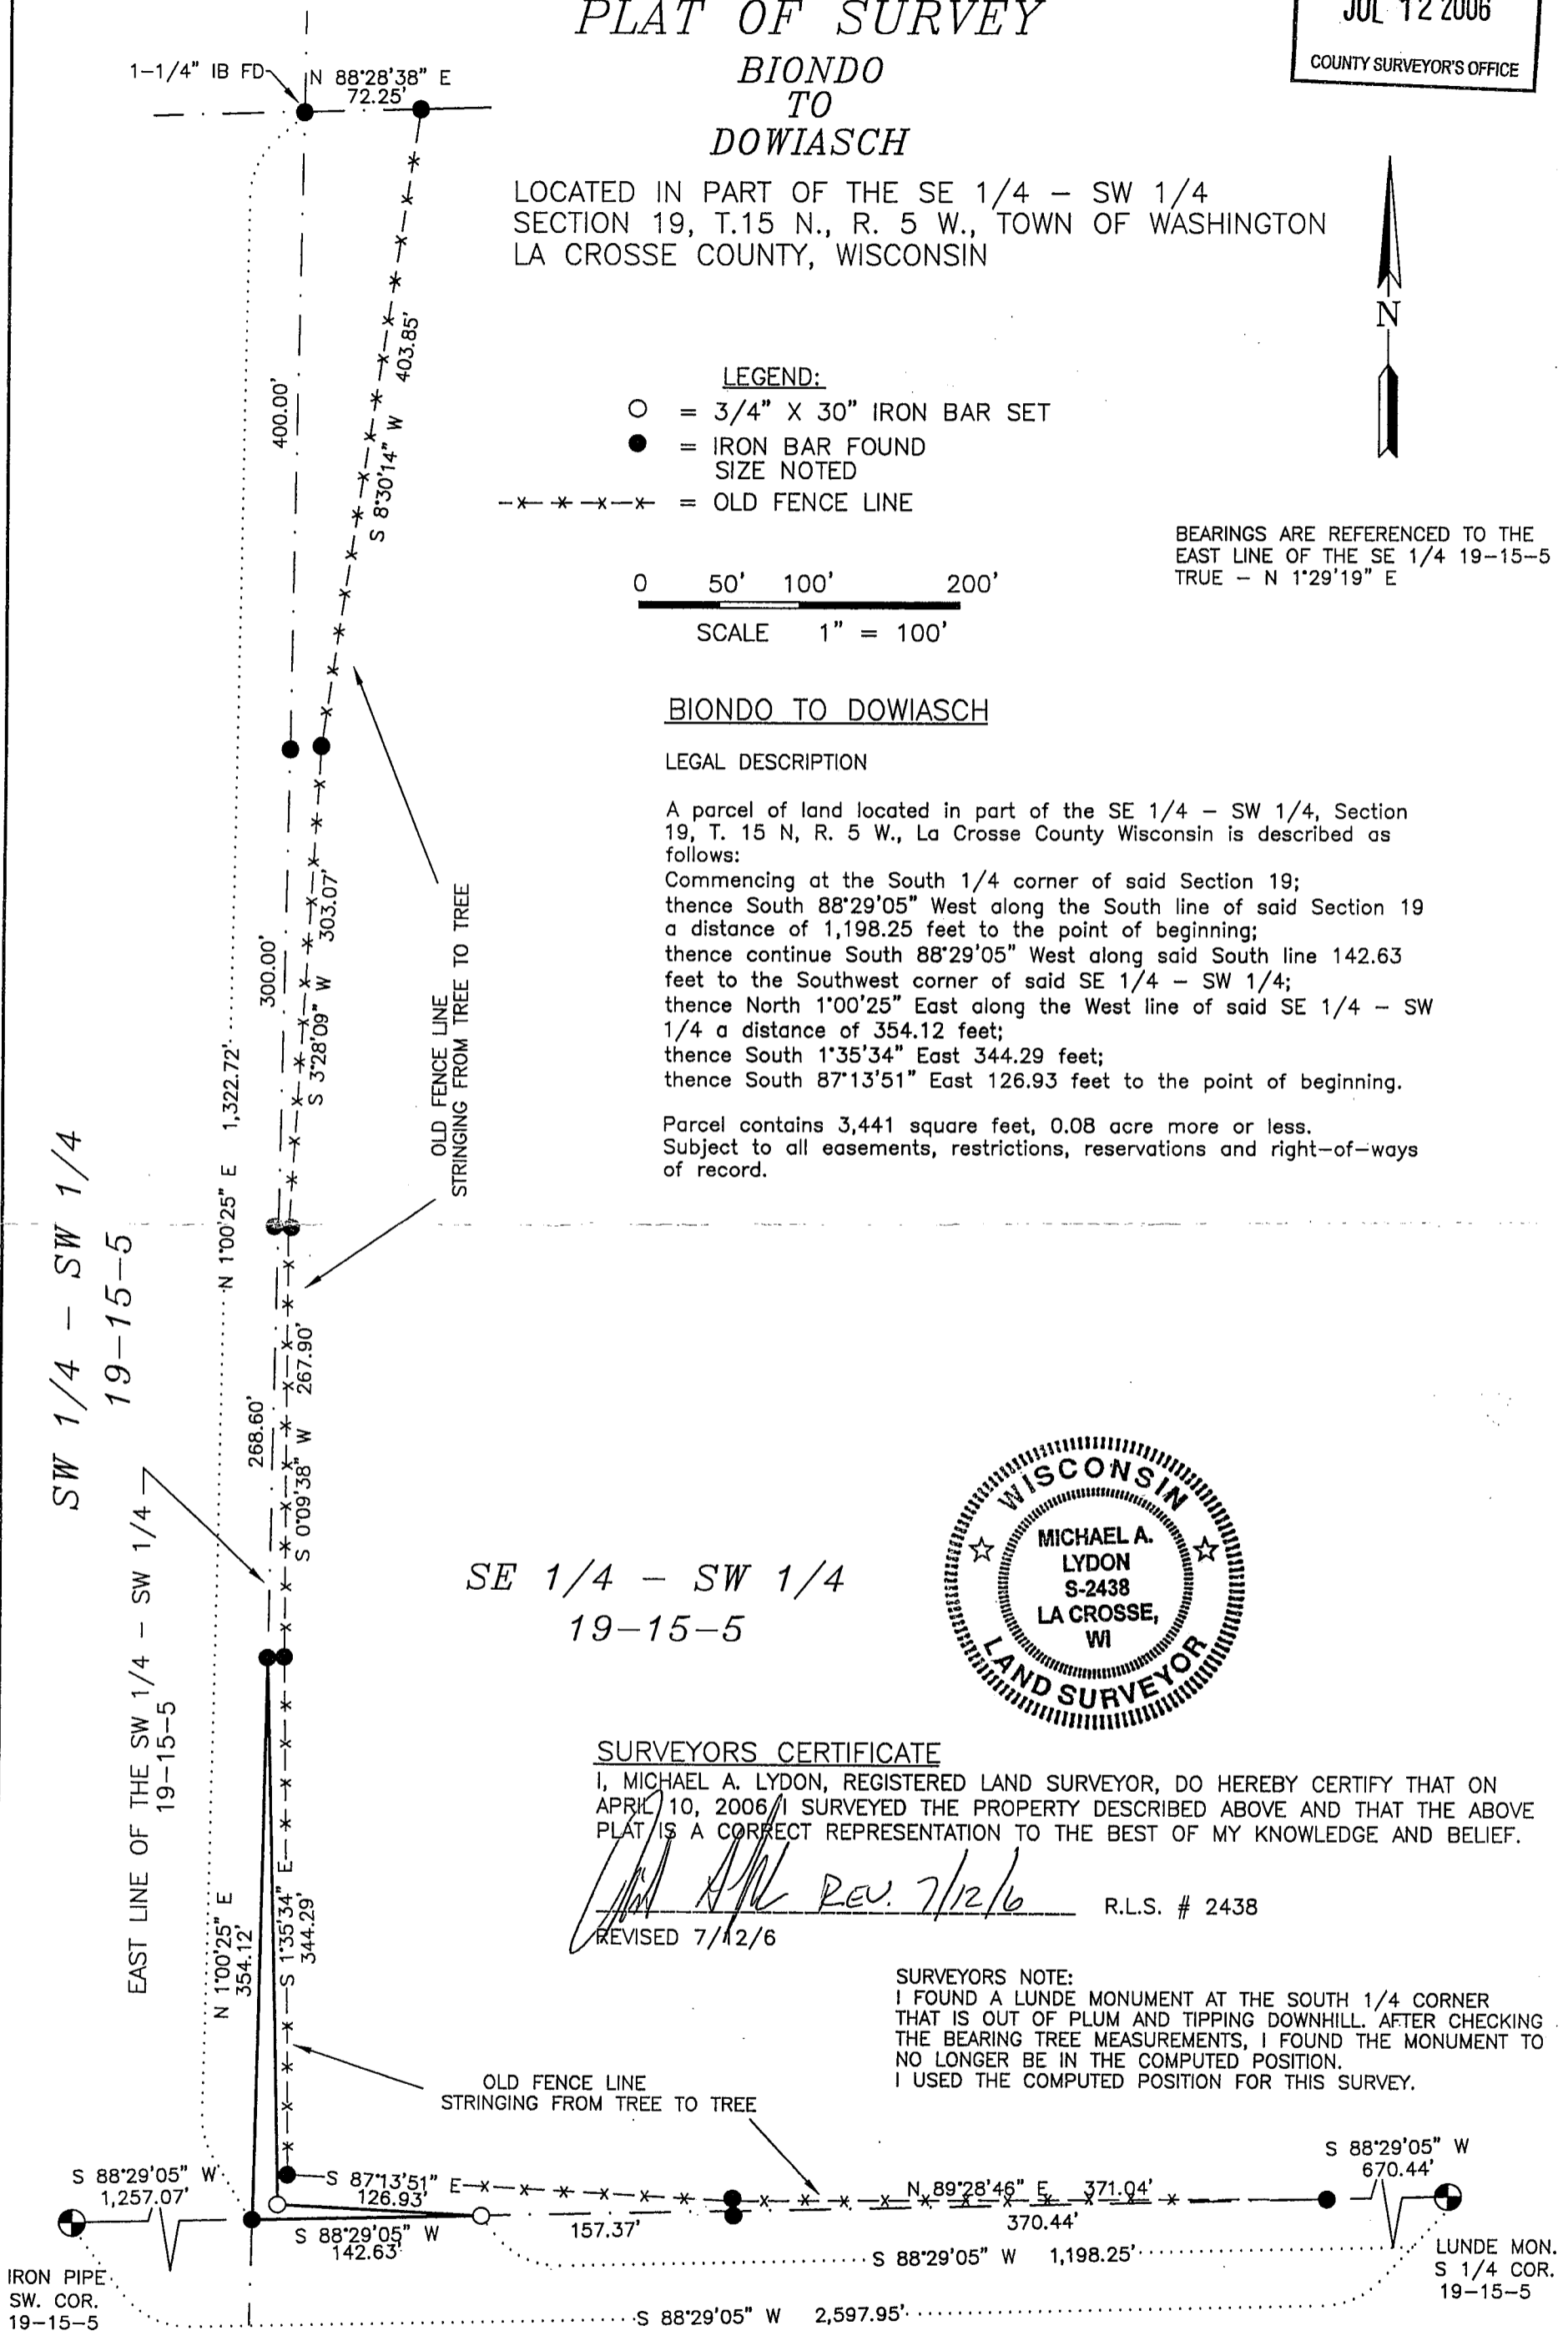 PLAT OF SURVEY
BIONDO
TO
DOWIASCH
JUL 12 2006
COUNTY SURVEYOR'S OFFICE
LOCATED IN PART OF THE SE 1/4 – SW 1/4
SECTION 19, T.15 N., R. 5 W., TOWN OF WASHINGTON
LA CROSSE COUNTY, WISCONSIN
1-1/4" IB FD
N 88°28'38" E
72.25'
N
LEGEND:
○ = 3/4" X 30" IRON BAR SET
● = IRON BAR FOUND
SIZE NOTED
-x-x-x-x- = OLD FENCE LINE
0 50' 100' 200'
SCALE 1" = 100'
BEARINGS ARE REFERENCED TO THE
EAST LINE OF THE SE 1/4 19-15-5
TRUE – N 1°29'19" E
400.00'
S 8°30'14" W 403.85'
300.00'
S 3°28'09" W 303.07'
N 1°00'25" E 1,322.72'
OLD FENCE LINE
STRINGING FROM TREE TO TREE
BIONDO TO DOWIASCH
LEGAL DESCRIPTION
A parcel of land located in part of the SE 1/4 – SW 1/4, Section
19, T. 15 N, R. 5 W., La Crosse County Wisconsin is described as
follows:
Commencing at the South 1/4 corner of said Section 19;
thence South 88°29'05" West along the South line of said Section 19
a distance of 1,198.25 feet to the point of beginning;
thence continue South 88°29'05" West along said South line 142.63
feet to the Southwest corner of said SE 1/4 – SW 1/4;
thence North 1°00'25" East along the West line of said SE 1/4 – SW
1/4 a distance of 354.12 feet;
thence South 1°35'34" East 344.29 feet;
thence South 87°13'51" East 126.93 feet to the point of beginning.
Parcel contains 3,441 square feet, 0.08 acre more or less.
Subject to all easements, restrictions, reservations and right-of-ways
of record.
SW 1/4 – SW 1/4
19-15-5
268.60'
S 0°09'38" W 267.90'
EAST LINE OF THE SW 1/4 – SW 1/4
19-15-5
SE 1/4 – SW 1/4
19-15-5
WISCONSIN
MICHAEL A.
LYDON
S-2438
LA CROSSE,
WI
LAND SURVEYOR
SURVEYORS CERTIFICATE
I, MICHAEL A. LYDON, REGISTERED LAND SURVEYOR, DO HEREBY CERTIFY THAT ON
APRIL 10, 2006 I SURVEYED THE PROPERTY DESCRIBED ABOVE AND THAT THE ABOVE
PLAT IS A CORRECT REPRESENTATION TO THE BEST OF MY KNOWLEDGE AND BELIEF.
REV. 7/12/6
R.L.S. # 2438
REVISED 7/12/6
N 1°00'25" E
354.12'
S 1°35'34" E
344.29'
SURVEYORS NOTE:
I FOUND A LUNDE MONUMENT AT THE SOUTH 1/4 CORNER
THAT IS OUT OF PLUM AND TIPPING DOWNHILL. AFTER CHECKING
THE BEARING TREE MEASUREMENTS, I FOUND THE MONUMENT TO
NO LONGER BE IN THE COMPUTED POSITION.
I USED THE COMPUTED POSITION FOR THIS SURVEY.
OLD FENCE LINE
STRINGING FROM TREE TO TREE
S 88°29'05" W
1,257.07'
S 87°13'51" E
126.93'
N 89°28'46" E 371.04'
S 88°29'05" W
670.44'
S 88°29'05" W
142.63'
157.37'
370.44'
S 88°29'05" W 1,198.25'
IRON PIPE
SW. COR.
19-15-5
LUNDE MON.
S 1/4 COR.
19-15-5
S 88°29'05" W 2,597.95'